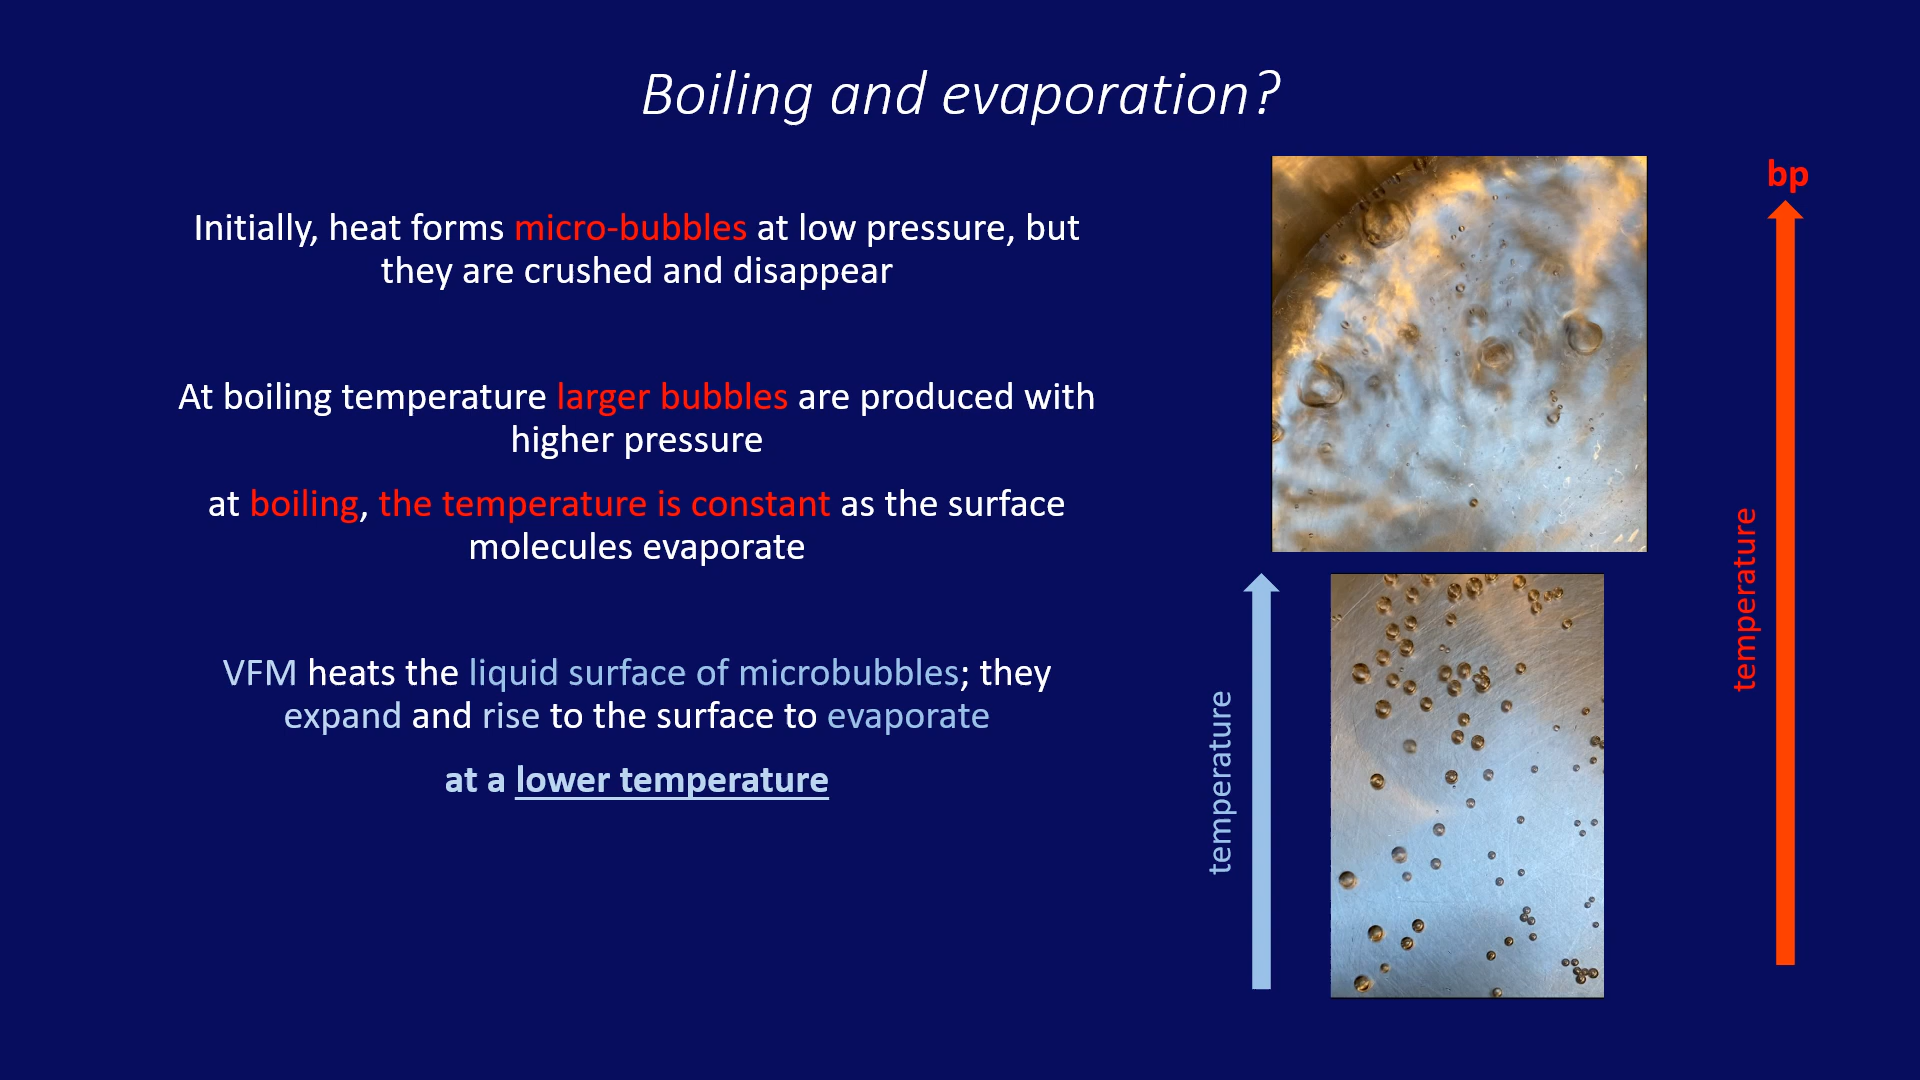 Boiling and evaporation?
Initially, heat forms micro-bubbles at low pressure, but
they are crushed and disappear
At boiling temperature larger bubbles are produced with
higher pressure
at boiling, the temperature is constant as the surface
molecules evaporate
VFM heats the liquid surface of microbubbles; they
expand and rise to the surface to evaporate
at a lower temperature
temperature
bp
temperature